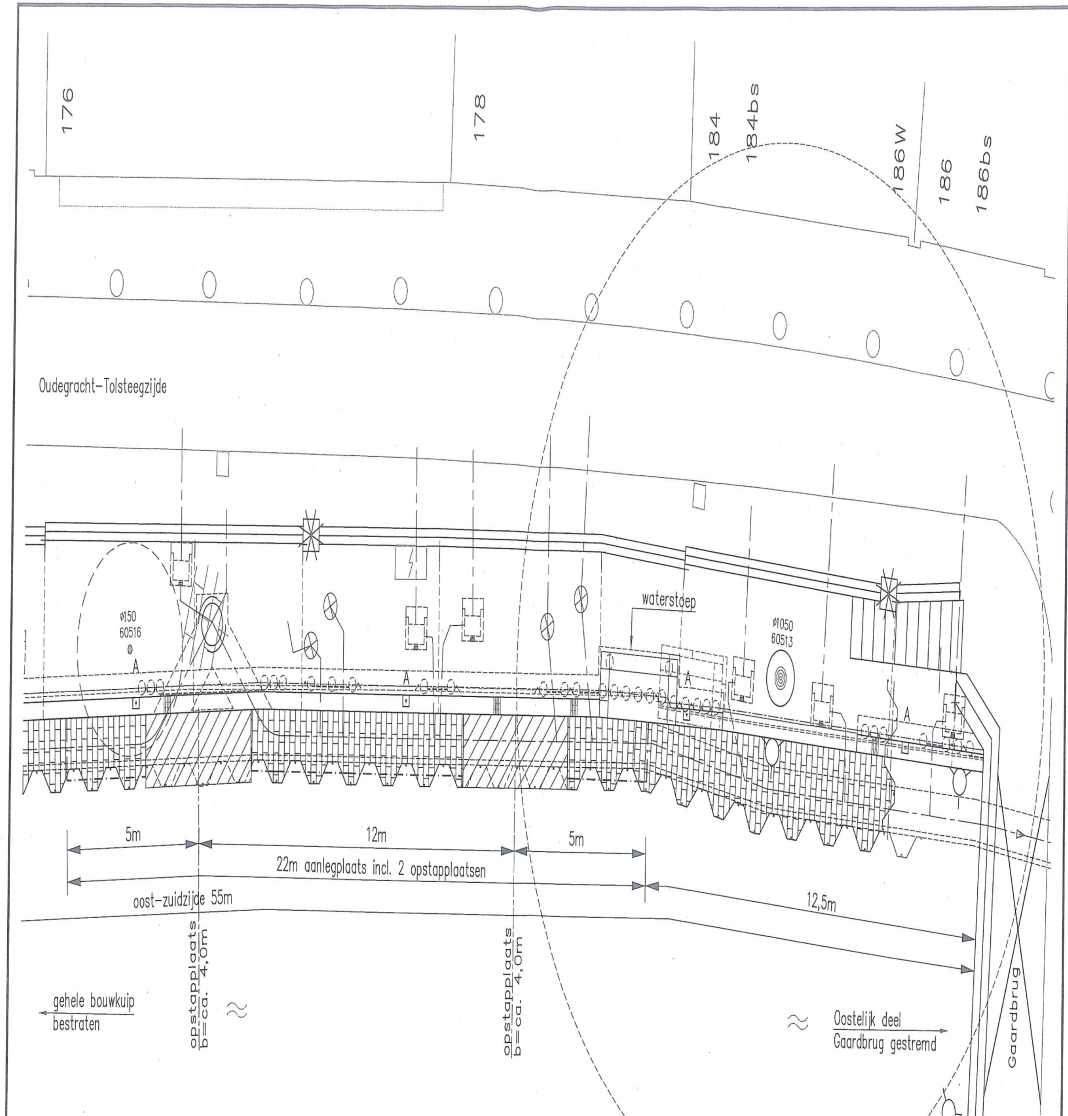 176
178
184
184bs
186W
186
186bs
Oudegracht-Tolsteegzijde
waterstoep
ø150
60516
ø1050
60513
A
A
A
A
5m
12m
5m
22m aanlegplaats incl. 2 opstapplaatsen
12,5m
oost-zuidzijde 55m
opstapplaats
b=ca. 4,0m
opstapplaats
b=ca. 4,0m
gehele bouwkuip
bestraten
Oostelijk deel
Gaardbrug gestremd
Gaardbrug